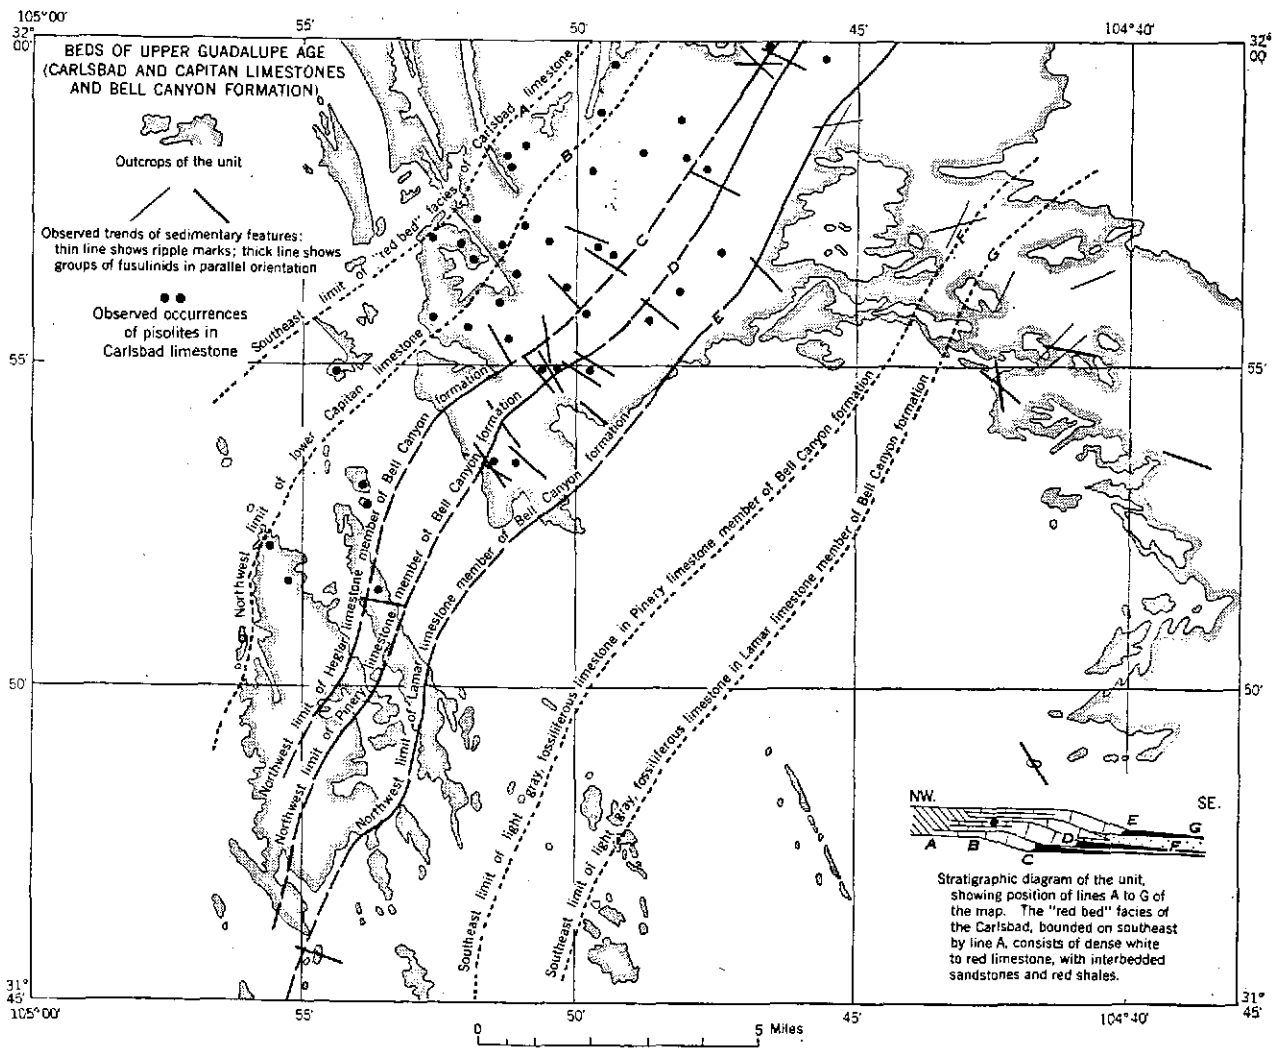 105°00'
55'
50'
45'
104°40'
32°
00'
32°
00'
BEDS OF UPPER GUADALUPE AGE
(CARLSBAD AND CAPITAN LIMESTONES
AND BELL CANYON FORMATION)
Outcrops of the unit
Observed trends of sedimentary features:
thin line shows ripple marks; thick line shows
groups of fusulinids in parallel orientation
Observed occurrences
of pisolites in
Carlsbad limestone
Southeast limit of "red bed" facies of Carlsbad limestone
A
B
C
D
E
F
G
Northwest limit of lower Capitan limestone
Northwest limit of Heglar limestone member of Bell Canyon formation
Northwest limit of Pinery limestone member of Bell Canyon formation
Northwest limit of Lamar limestone member of Bell Canyon formation
Southeast limit of light gray, fossiliferous limestone in Pinery limestone member of Bell Canyon formation
Southeast limit of light gray, fossiliferous limestone in Lamar limestone member of Bell Canyon formation
55'
55'
50'
50'
NW.
SE.
A
B
C
D
E
F
G
Stratigraphic diagram of the unit,
showing position of lines A to G of
the map. The "red bed" facies of
the Carlsbad, bounded on southeast
by line A, consists of dense white
to red limestone, with interbedded
sandstones and red shales.
31°
45'
31°
45'
105°00'
55'
50'
45'
104°40'
0
5 Miles